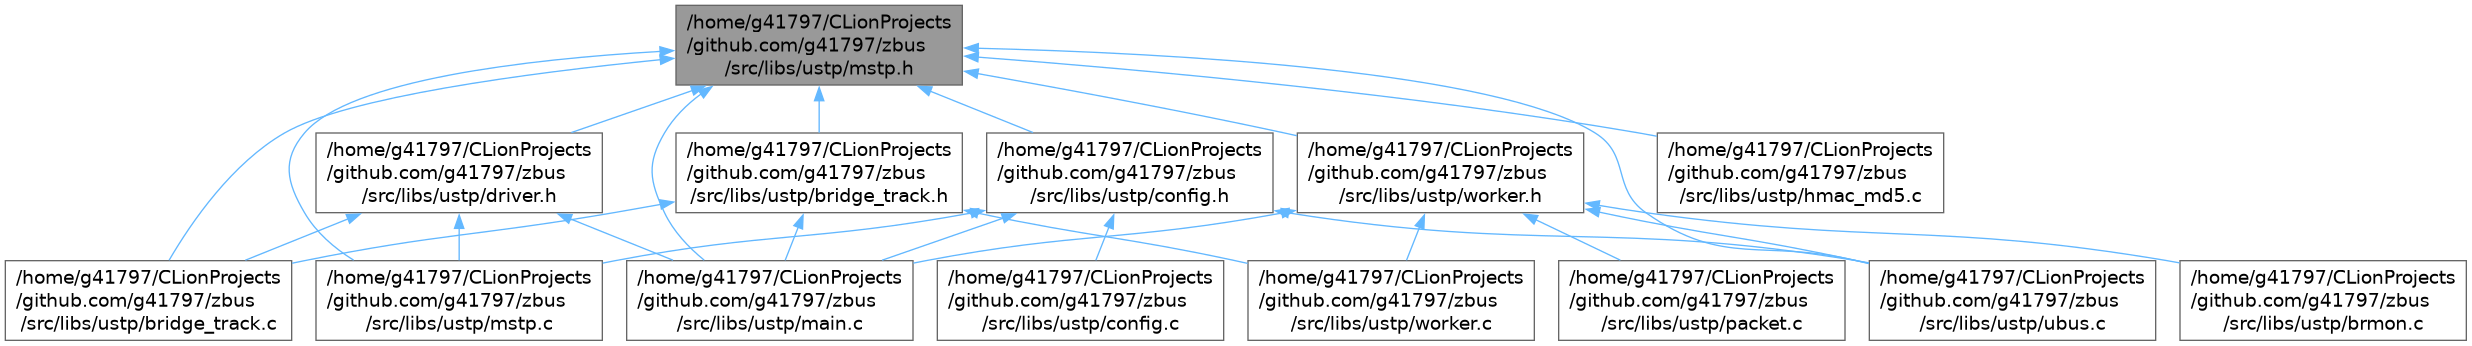 /home/g41797/CLionProjects
/github.com/g41797/zbus
/src/libs/ustp/mstp.h
/home/g41797/CLionProjects
/github.com/g41797/zbus
/src/libs/ustp/driver.h
/home/g41797/CLionProjects
/github.com/g41797/zbus
/src/libs/ustp/bridge_track.h
/home/g41797/CLionProjects
/github.com/g41797/zbus
/src/libs/ustp/config.h
/home/g41797/CLionProjects
/github.com/g41797/zbus
/src/libs/ustp/worker.h
/home/g41797/CLionProjects
/github.com/g41797/zbus
/src/libs/ustp/hmac_md5.c
/home/g41797/CLionProjects
/github.com/g41797/zbus
/src/libs/ustp/bridge_track.c
/home/g41797/CLionProjects
/github.com/g41797/zbus
/src/libs/ustp/mstp.c
/home/g41797/CLionProjects
/github.com/g41797/zbus
/src/libs/ustp/main.c
/home/g41797/CLionProjects
/github.com/g41797/zbus
/src/libs/ustp/config.c
/home/g41797/CLionProjects
/github.com/g41797/zbus
/src/libs/ustp/worker.c
/home/g41797/CLionProjects
/github.com/g41797/zbus
/src/libs/ustp/packet.c
/home/g41797/CLionProjects
/github.com/g41797/zbus
/src/libs/ustp/ubus.c
/home/g41797/CLionProjects
/github.com/g41797/zbus
/src/libs/ustp/brmon.c